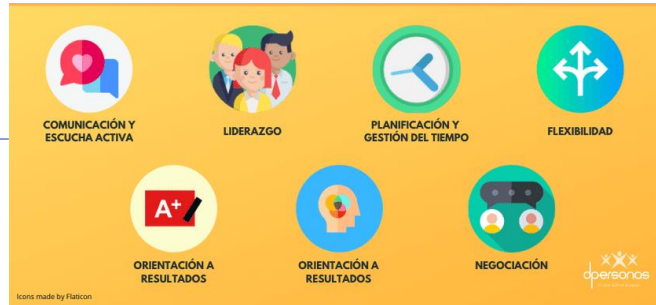 COMUNICACIÓN Y
ESCUCHA ACTIVA
LIDERAZGO
PLANIFICACIÓN Y
GESTIÓN DEL TIEMPO
FLEXIBILIDAD
A+
ORIENTACIÓN A
RESULTADOS
ORIENTACIÓN A
RESULTADOS
NEGOCIACIÓN
dpersonas
Icons made by Flaticon